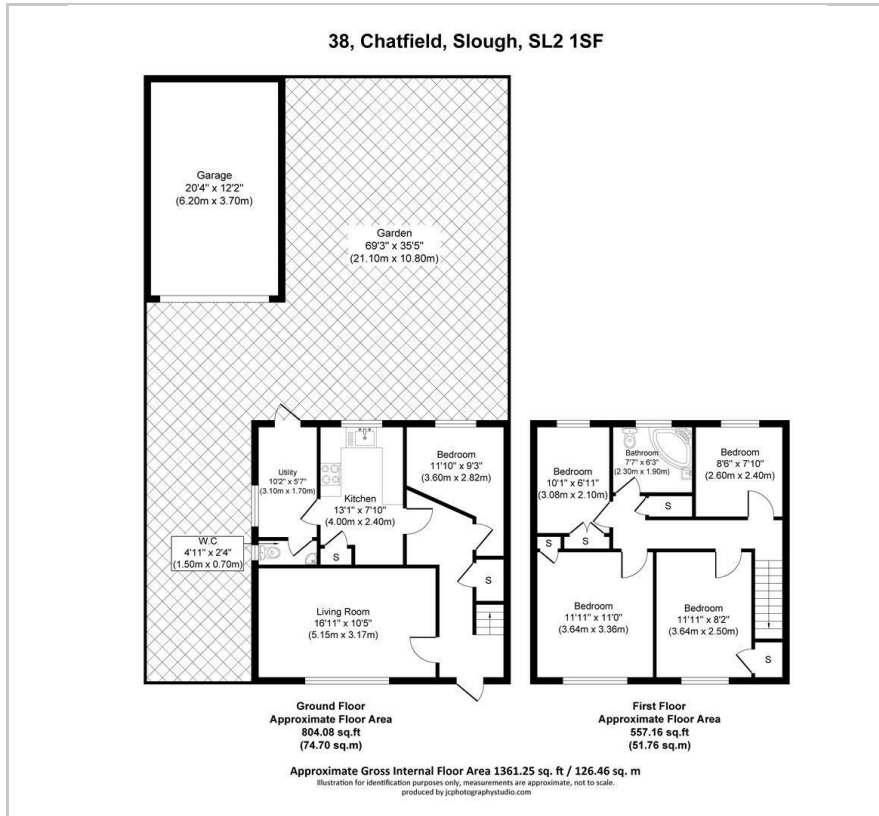 38, Chatfield, Slough, SL2 1SF
Garage
20'4" x 12'2"
(6.20m x 3.70m)
Garden
69'3" x 35'5"
(21.10m x 10.80m)
Utility
10'2" x 5'7"
(3.10m x 1.70m)
Kitchen
13'1" x 7'10"
(4.00m x 2.40m)
Bedroom
11'10" x 9'3"
(3.60m x 2.82m)
W.C
4'11" x 2'4"
(1.50m x 0.70m)
S
S
Living Room
16'11" x 10'5"
(5.15m x 3.17m)
Ground Floor
Approximate Floor Area
804.08 sq.ft
(74.70 sq.m)
Bedroom
10'1" x 6'11"
(3.08m x 2.10m)
Bathroom
7'7" x 6'3"
(2.30m x 1.90m)
Bedroom
8'6" x 7'10"
(2.60m x 2.40m)
S
S
S
Bedroom
11'11" x 11'0"
(3.64m x 3.36m)
Bedroom
11'11" x 8'2"
(3.64m x 2.50m)
S
First Floor
Approximate Floor Area
557.16 sq.ft
(51.76 sq.m)
Approximate Gross Internal Floor Area 1361.25 sq. ft / 126.46 sq. m
Illustration for identification purposes only, measurements are approximate, not to scale.
produced by jcphotographystudio.com